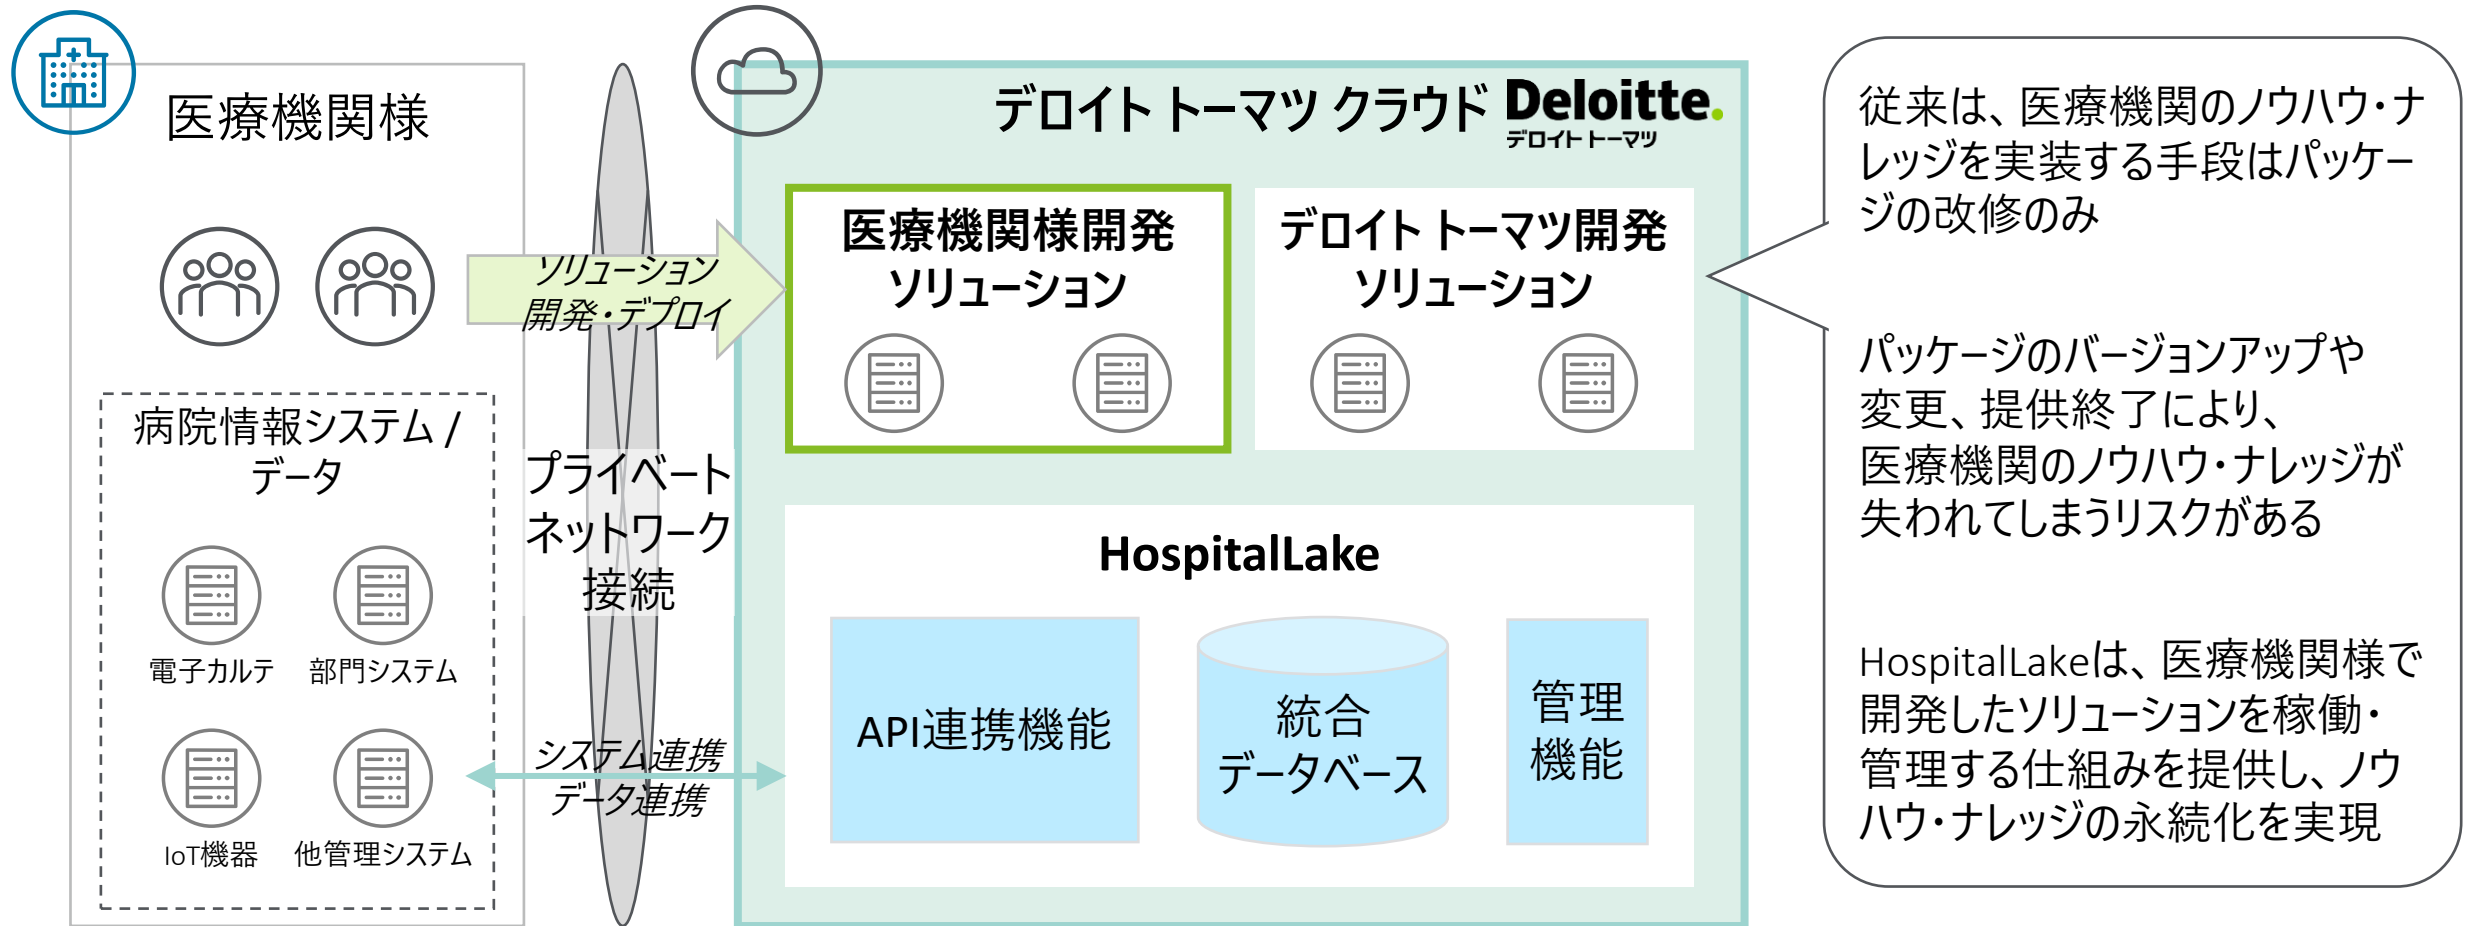 医療機関様
病院情報システム /
データ
電子カルテ
部門システム
IoT機器
他管理システム
ソリューション
開発・デプロイ
プライベート
ネットワーク
接続
システム連携
データ連携
デロイト トーマツ クラウド
Deloitte.
デロイト トーマツ
医療機関様開発
ソリューション
デロイト トーマツ開発
ソリューション
HospitalLake
API連携機能
統合
データベース
管理
機能
従来は、医療機関のノウハウ・ナ
レッジを実装する手段はパッケー
ジの改修のみ
パッケージのバージョンアップや
変更、提供終了により、
医療機関のノウハウ・ナレッジが
失われてしまうリスクがある
HospitalLakeは、医療機関様で
開発したソリューションを稼働・
管理する仕組みを提供し、ノウ
ハウ・ナレッジの永続化を実現